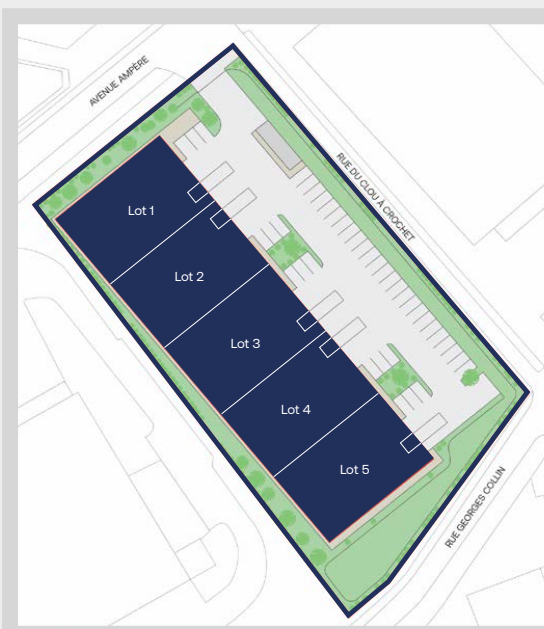 AVENUE AMPÈRE
RUE DU CLOU A CROCHET
Lot 1
Lot 2
Lot 3
Lot 4
Lot 5
RUE GEORGES COLLIN